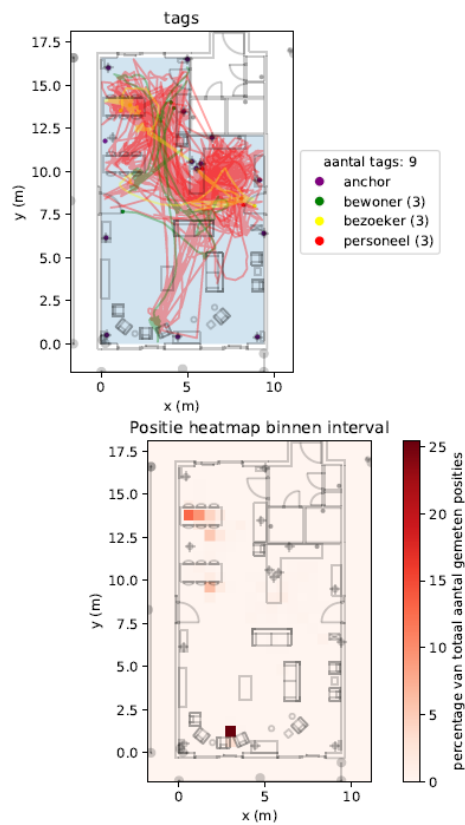 tags
17.5
15.0
12.5
10.0
7.5
5.0
2.5
0.0
y (m)
0
5
10
x (m)
aantal tags: 9
anchor
bewoner (3)
bezoeker (3)
personeel (3)
Positie heatmap binnen interval
17.5
15.0
12.5
10.0
7.5
5.0
2.5
0.0
y (m)
0
5
10
x (m)
25
20
15
10
5
0
percentage van totaal aantal gemeten posities